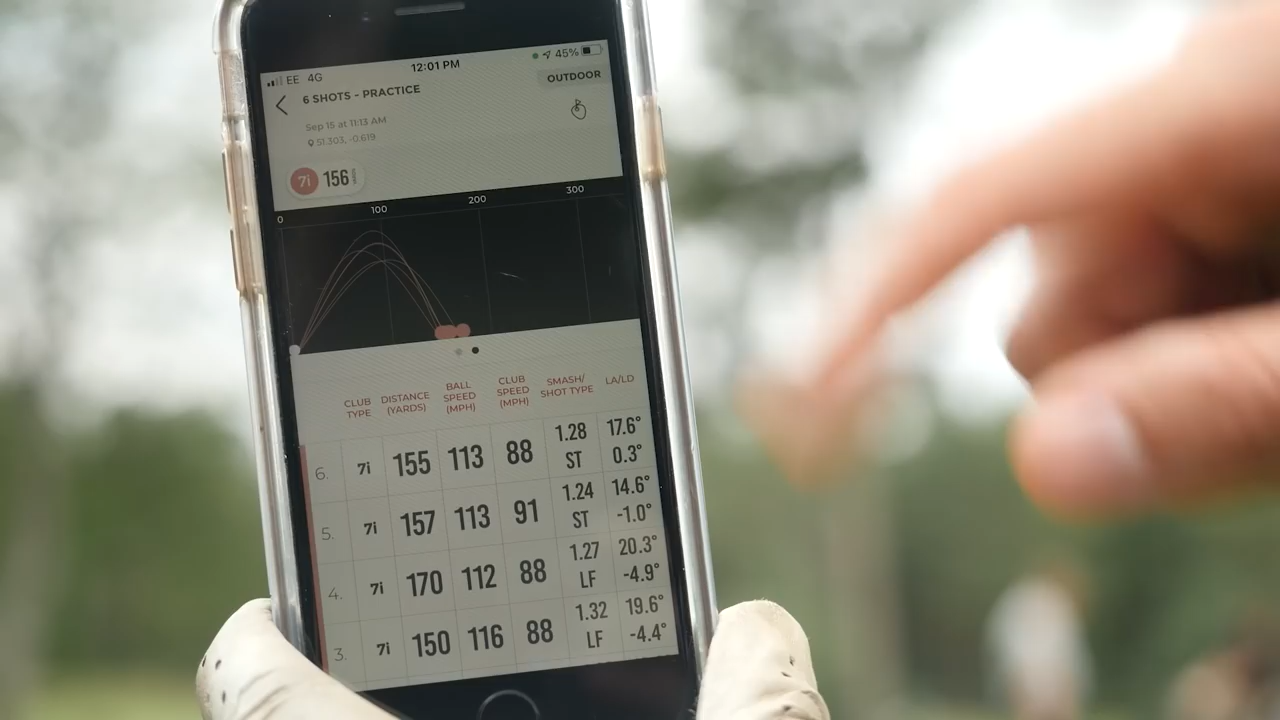 EE 4G 12:01 PM 45%
6 SHOTS - PRACTICE OUTDOOR
Sep 15 at 11:13 AM
51.303, -0.619
7i 156 YARDS
0 100 200 300
CLUB TYPE DISTANCE (YARDS) BALL SPEED (MPH) CLUB SPEED (MPH) SMASH/ SHOT TYPE LA/LD
6. 7i 155 113 88 1.28 ST 17.6° 0.3°
5. 7i 157 113 91 1.24 ST 14.6° -1.0°
4. 7i 170 112 88 1.27 LF 20.3° -4.9°
3. 7i 150 116 88 1.32 LF 19.6° -4.4°